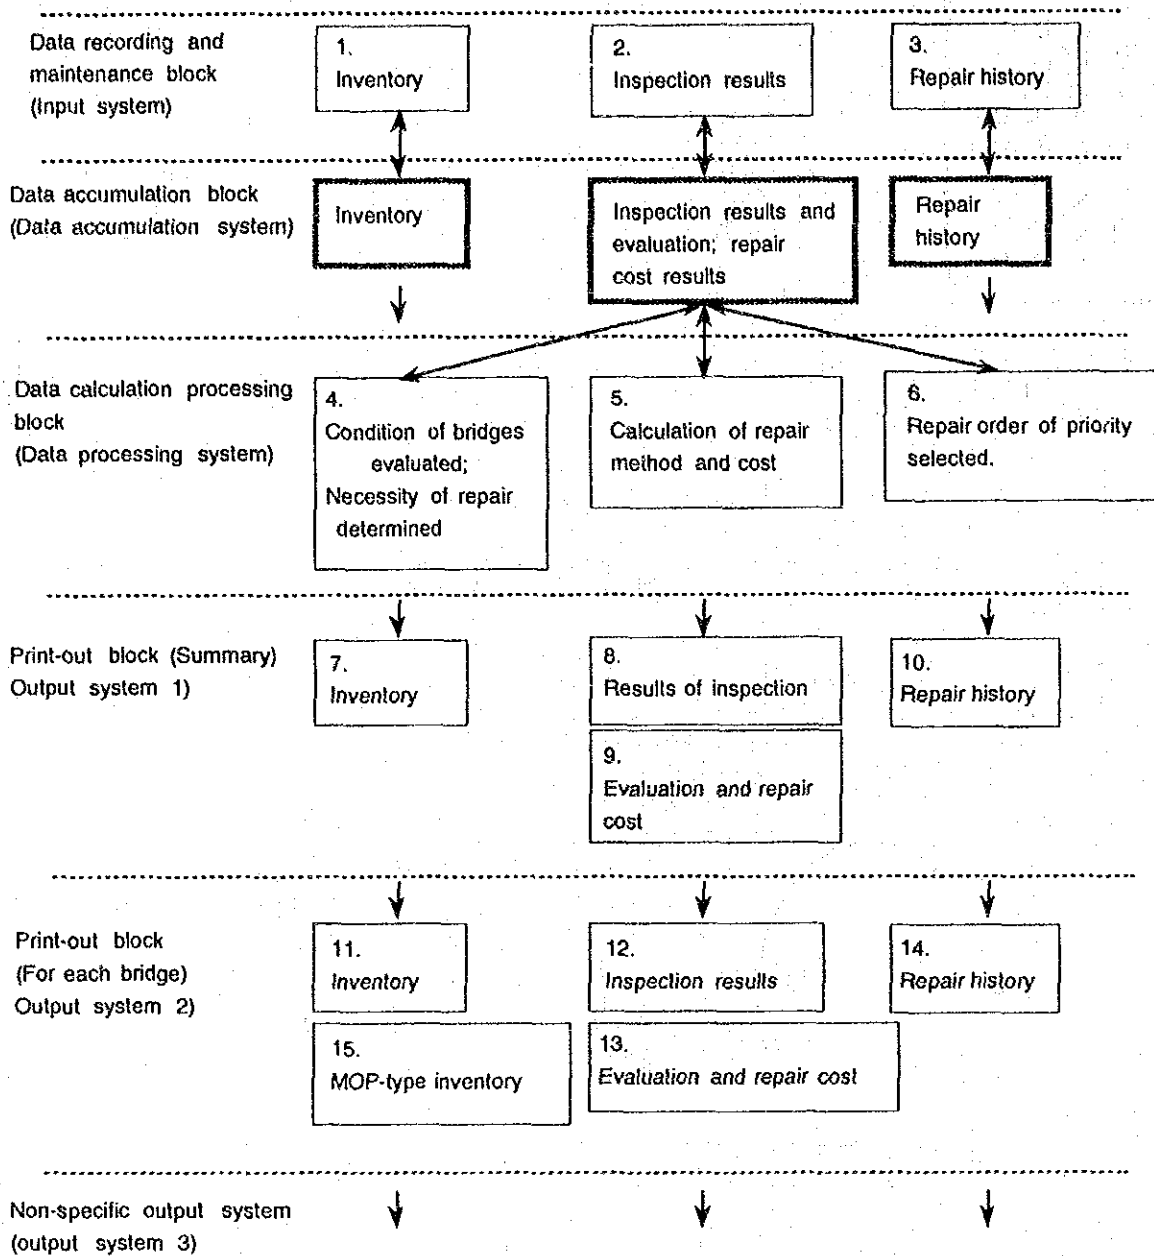 Data recording and
maintenance block
(Input system)
1.
Inventory
2.
Inspection results
3.
Repair history
Data accumulation block
(Data accumulation system)
Inventory
Inspection results and
evaluation; repair
cost results
Repair
history
Data calculation processing
block
(Data processing system)
4.
Condition of bridges
evaluated;
Necessity of repair
determined
5.
Calculation of repair
method and cost
6.
Repair order of priority
selected.
Print-out block (Summary)
Output system 1)
7.
Inventory
8.
Results of inspection
9.
Evaluation and repair
cost
10.
Repair history
Print-out block
(For each bridge)
Output system 2)
11.
Inventory
12.
Inspection results
14.
Repair history
15.
MOP-type inventory
13.
Evaluation and repair cost
Non-specific output system
(output system 3)